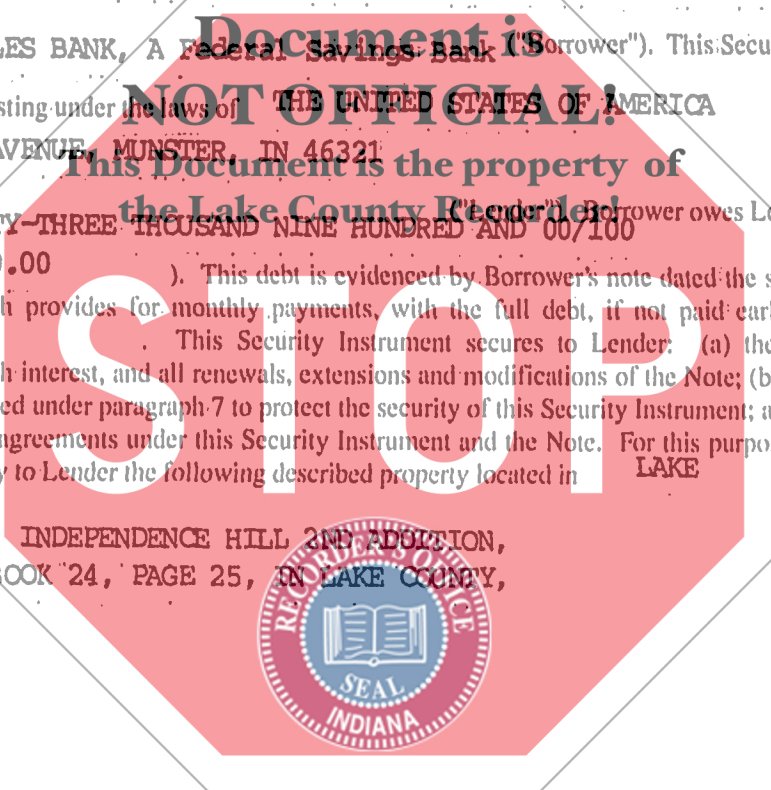 LES BANK, A Federal Savings Bank ("Borrower"). This Secu
Document is
sting under the laws of THE UNITED STATES OF AMERICA
NOT OFFICIAL!
AVENUE, MUNSTER, IN 46321
This Document is the property of
the Lake County Recorder!
("Lender"). Borrower owes Le
Y-THREE THOUSAND NINE HUNDRED AND 00/100
.00 ). This debt is evidenced by Borrower's note dated the s
h provides for monthly payments, with the full debt, if not paid earl
. This Security Instrument secures to Lender: (a) the
h interest, and all renewals, extensions and modifications of the Note; (b
ed under paragraph 7 to protect the security of this Security Instrument; a
agreements under this Security Instrument and the Note. For this purpo
y to Lender the following described property located in LAKE
STOP
INDEPENDENCE HILL 2ND ADDITION,
OOK 24, PAGE 25, IN LAKE COUNTY,
RECORDER'S OFFICE
SEAL
INDIANA